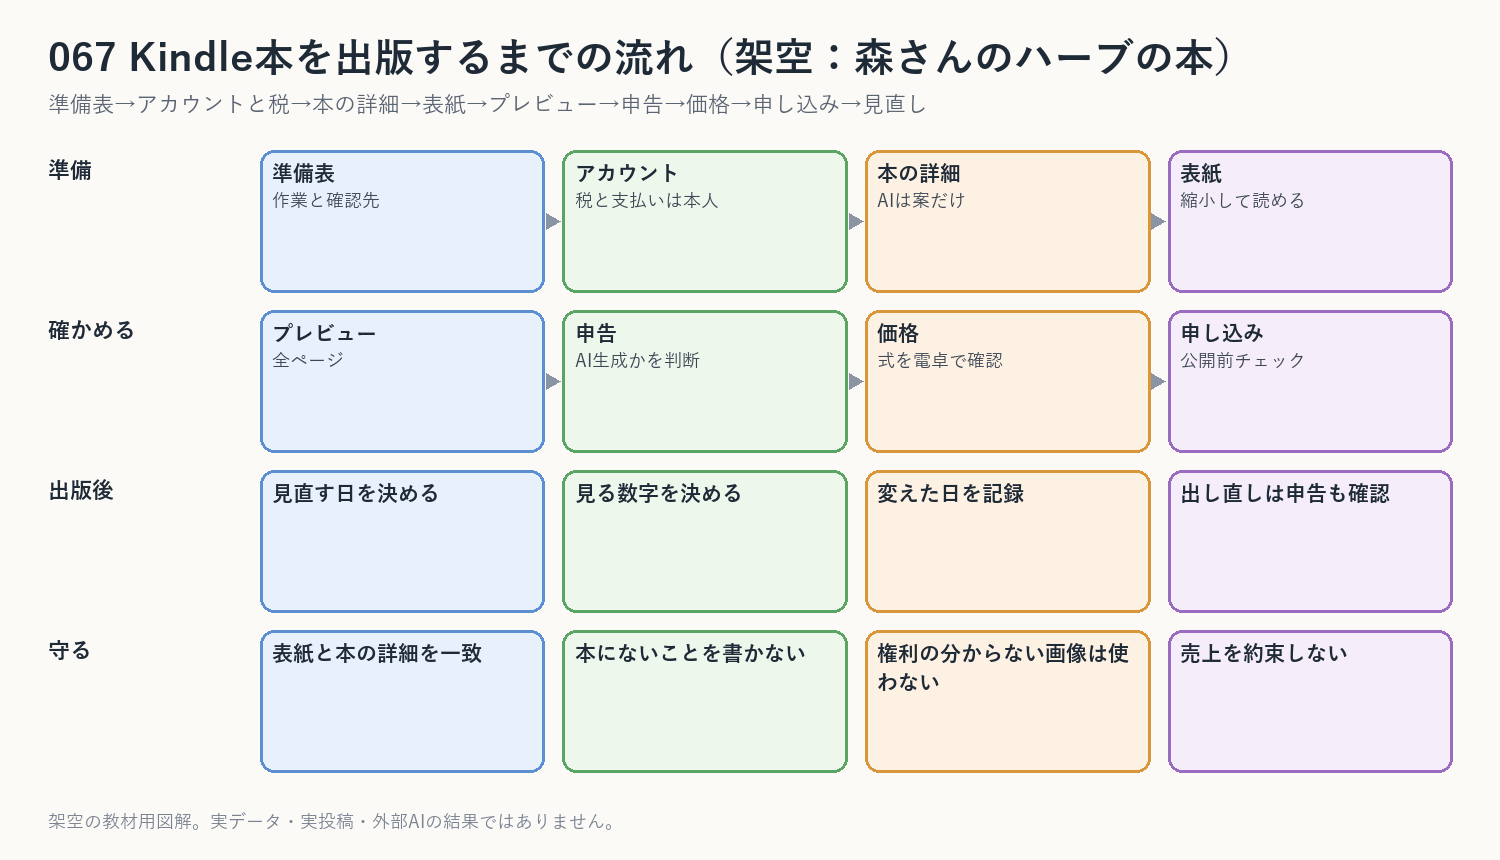 067 Kindle本を出版するまでの流れ（架空：森さんのハーブの本）
準備表→アカウントと税→本の詳細→表紙→プレビュー→申告→価格→申し込み→見直し
準備
準備表
作業と確認先
アカウント
税と支払いは本人
本の詳細
AIは案だけ
表紙
縮小して読める
確かめる
プレビュー
全ページ
申告
AI生成かを判断
価格
式を電卓で確認
申し込み
公開前チェック
出版後
見直す日を決める
見る数字を決める
変えた日を記録
出し直しは申告も確認
守る
表紙と本の詳細を一致
本にないことを書かない
権利の分からない画像は使
わない
売上を約束しない
架空の教材用図解。実データ・実投稿・外部AIの結果ではありません。